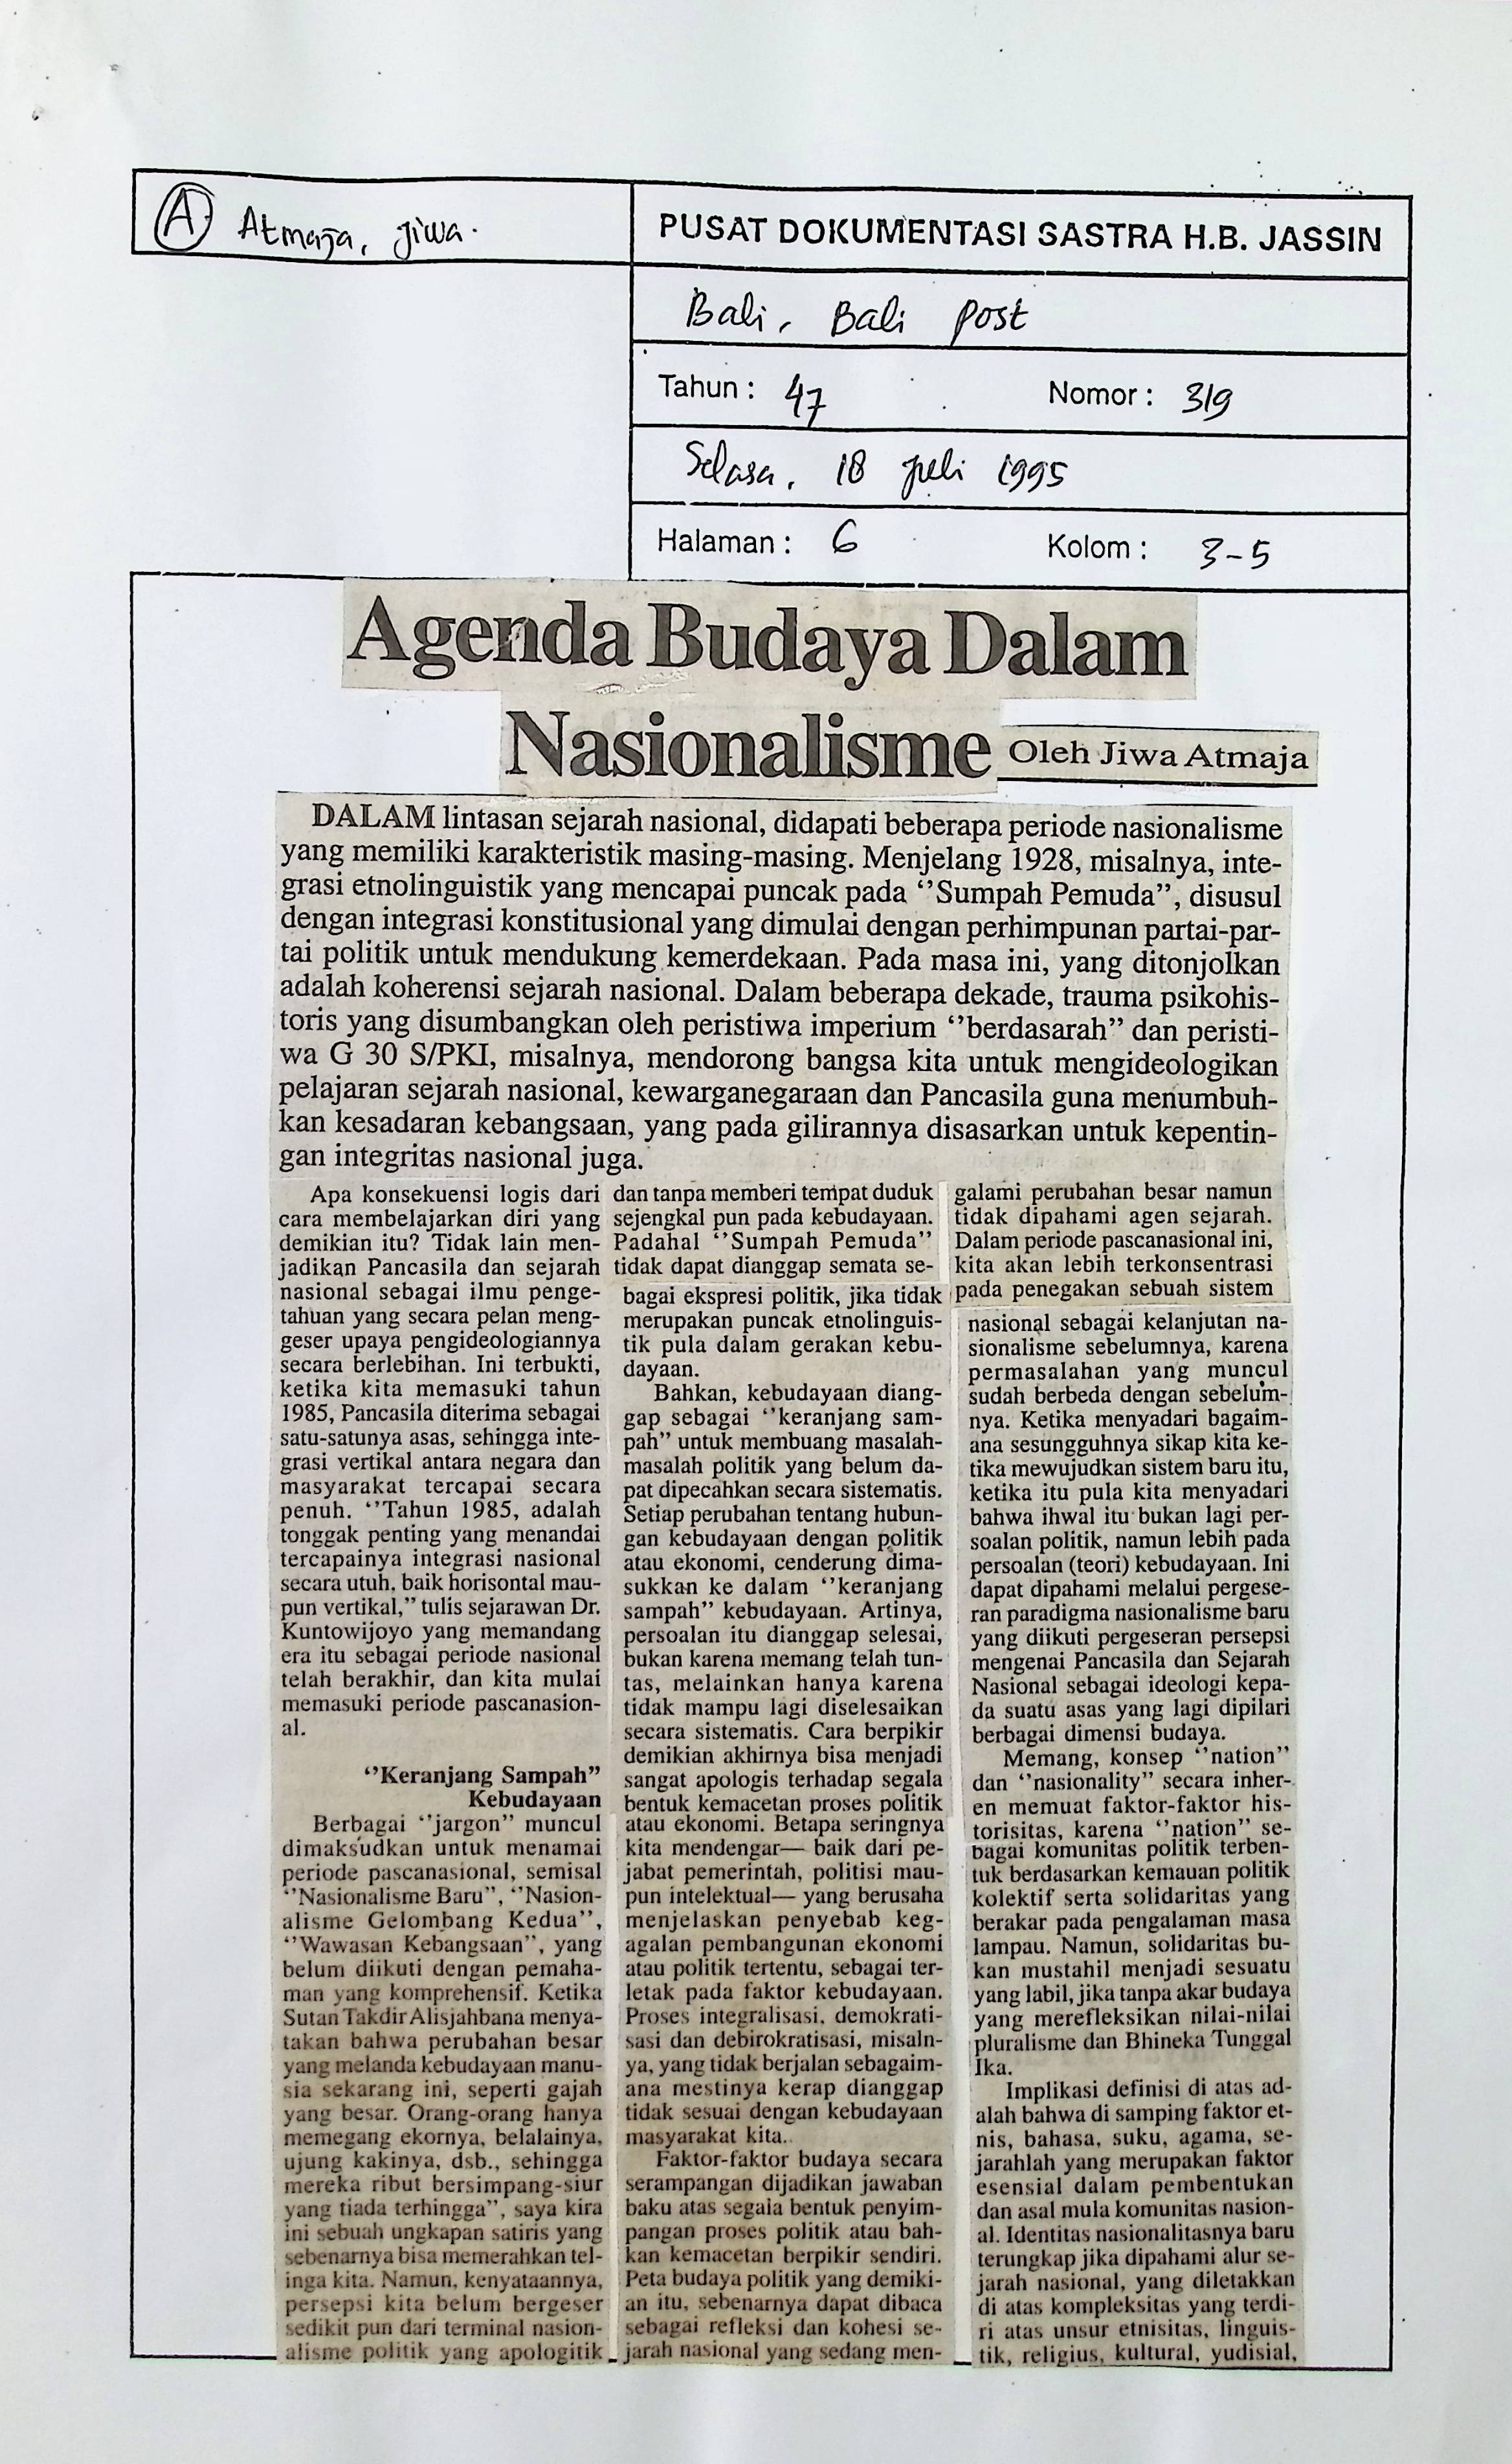 A Atmaja, Jiwa.
PUSAT DOKUMENTASI SASTRA H.B. JASSIN
Bali, Bali Post
Tahun : 47 Nomor : 319
Selasa, 18 Juli 1995
Halaman : 6 Kolom : 3-5
Agenda Budaya Dalam
Nasionalisme
Oleh Jiwa Atmaja
DALAM lintasan sejarah nasional, didapati beberapa periode nasionalisme
yang memiliki karakteristik masing-masing. Menjelang 1928, misalnya, inte-
grasi etnolinguistik yang mencapai puncak pada ‘’Sumpah Pemuda’’, disusul
dengan integrasi konstitusional yang dimulai dengan perhimpunan partai-par-
tai politik untuk mendukung kemerdekaan. Pada masa ini, yang ditonjolkan
adalah koherensi sejarah nasional. Dalam beberapa dekade, trauma psikohis-
toris yang disumbangkan oleh peristiwa imperium ‘’berdasarah’’ dan peristi-
wa G 30 S/PKI, misalnya, mendorong bangsa kita untuk mengideologikan
pelajaran sejarah nasional, kewarganegaraan dan Pancasila guna menumbuh-
kan kesadaran kebangsaan, yang pada gilirannya disasarkan untuk kepentin-
gan integritas nasional juga.
Apa konsekuensi logis dari
cara membelajarkan diri yang
demikian itu? Tidak lain men-
jadikan Pancasila dan sejarah
nasional sebagai ilmu penge-
tahuan yang secara pelan meng-
geser upaya pengideologiannya
secara berlebihan. Ini terbukti,
ketika kita memasuki tahun
1985, Pancasila diterima sebagai
satu-satunya asas, sehingga inte-
grasi vertikal antara negara dan
masyarakat tercapai secara
penuh. ‘’Tahun 1985, adalah
tonggak penting yang menandai
tercapainya integrasi nasional
secara utuh, baik horisontal mau-
pun vertikal,’’ tulis sejarawan Dr.
Kuntowijoyo yang memandang
era itu sebagai periode nasional
telah berakhir, dan kita mulai
memasuki periode pascanasion-
al.
‘’Keranjang Sampah’’
Kebudayaan
Berbagai ‘’jargon’’ muncul
dimaksudkan untuk menamai
periode pascanasional, semisal
‘’Nasionalisme Baru’’, ‘’Nasion-
alisme Gelombang Kedua’’,
‘’Wawasan Kebangsaan’’, yang
belum diikuti dengan pemaha-
man yang komprehensif. Ketika
Sutan Takdir Alisjahbana menya-
takan bahwa perubahan besar
yang melanda kebudayaan manu-
sia sekarang ini, seperti gajah
yang besar. Orang-orang hanya
memegang ekornya, belalainya,
ujung kakinya, dsb., sehingga
mereka ribut bersimpang-siur
yang tiada terhingga’’, saya kira
ini sebuah ungkapan satiris yang
sebenarnya bisa memerahkan tel-
inga kita. Namun, kenyataannya,
persepsi kita belum bergeser
sedikit pun dari terminal nasion-
alisme politik yang apologitik
dan tanpa memberi tempat duduk
sejengkal pun pada kebudayaan.
Padahal ‘’Sumpah Pemuda’’
tidak dapat dianggap semata se-
bagai ekspresi politik, jika tidak
merupakan puncak etnolinguis-
tik pula dalam gerakan kebu-
dayaan.
Bahkan, kebudayaan diang-
gap sebagai ‘’keranjang sam-
pah’’ untuk membuang masalah-
masalah politik yang belum da-
pat dipecahkan secara sistematis.
Setiap perubahan tentang hubun-
gan kebudayaan dengan politik
atau ekonomi, cenderung dima-
sukkan ke dalam ‘’keranjang
sampah’’ kebudayaan. Artinya,
persoalan itu dianggap selesai,
bukan karena memang telah tun-
tas, melainkan hanya karena
tidak mampu lagi diselesaikan
secara sistematis. Cara berpikir
demikian akhirnya bisa menjadi
sangat apologis terhadap segala
bentuk kemacetan proses politik
atau ekonomi. Betapa seringnya
kita mendengar— baik dari pe-
jabat pemerintah, politisi mau-
pun intelektual— yang berusaha
menjelaskan penyebab keg-
agalan pembangunan ekonomi
atau politik tertentu, sebagai ter-
letak pada faktor kebudayaan.
Proses integralisasi, demokrati-
sasi dan debirokratisasi, misaln-
ya, yang tidak berjalan sebagaim-
ana mestinya kerap dianggap
tidak sesuai dengan kebudayaan
masyarakat kita.
Faktor-faktor budaya secara
serampangan dijadikan jawaban
baku atas segala bentuk penyim-
pangan proses politik atau bah-
kan kemacetan berpikir sendiri.
Peta budaya politik yang demiki-
an itu, sebenarnya dapat dibaca
sebagai refleksi dan kohesi se-
jarah nasional yang sedang men-
galami perubahan besar namun
tidak dipahami agen sejarah.
Dalam periode pascanasional ini,
kita akan lebih terkonsentrasi
pada penegakan sebuah sistem
nasional sebagai kelanjutan na-
sionalisme sebelumnya, karena
permasalahan yang muncul
sudah berbeda dengan sebelum-
nya. Ketika menyadari bagaim-
ana sesungguhnya sikap kita ke-
tika mewujudkan sistem baru itu,
ketika itu pula kita menyadari
bahwa ihwal itu bukan lagi per-
soalan politik, namun lebih pada
persoalan (teori) kebudayaan. Ini
dapat dipahami melalui pergese-
ran paradigma nasionalisme baru
yang diikuti pergeseran persepsi
mengenai Pancasila dan Sejarah
Nasional sebagai ideologi kepa-
da suatu asas yang lagi dipilari
berbagai dimensi budaya.
Memang, konsep ‘’nation’’
dan ‘’nasionality’’ secara inher-
en memuat faktor-faktor his-
torisitas, karena ‘’nation’’ se-
bagai komunitas politik terben-
tuk berdasarkan kemauan politik
kolektif serta solidaritas yang
berakar pada pengalaman masa
lampau. Namun, solidaritas bu-
kan mustahil menjadi sesuatu
yang labil, jika tanpa akar budaya
yang merefleksikan nilai-nilai
pluralisme dan Bhineka Tunggal
Ika.
Implikasi definisi di atas ad-
alah bahwa di samping faktor et-
nis, bahasa, suku, agama, se-
jarahlah yang merupakan faktor
esensial dalam pembentukan
dan asal mula komunitas nasion-
al. Identitas nasionalitasnya baru
terungkap jika dipahami alur se-
jarah nasional, yang diletakkan
di atas kompleksitas yang terdi-
ri atas unsur etnisitas, linguis-
tik, religius, kultural, yudisial,